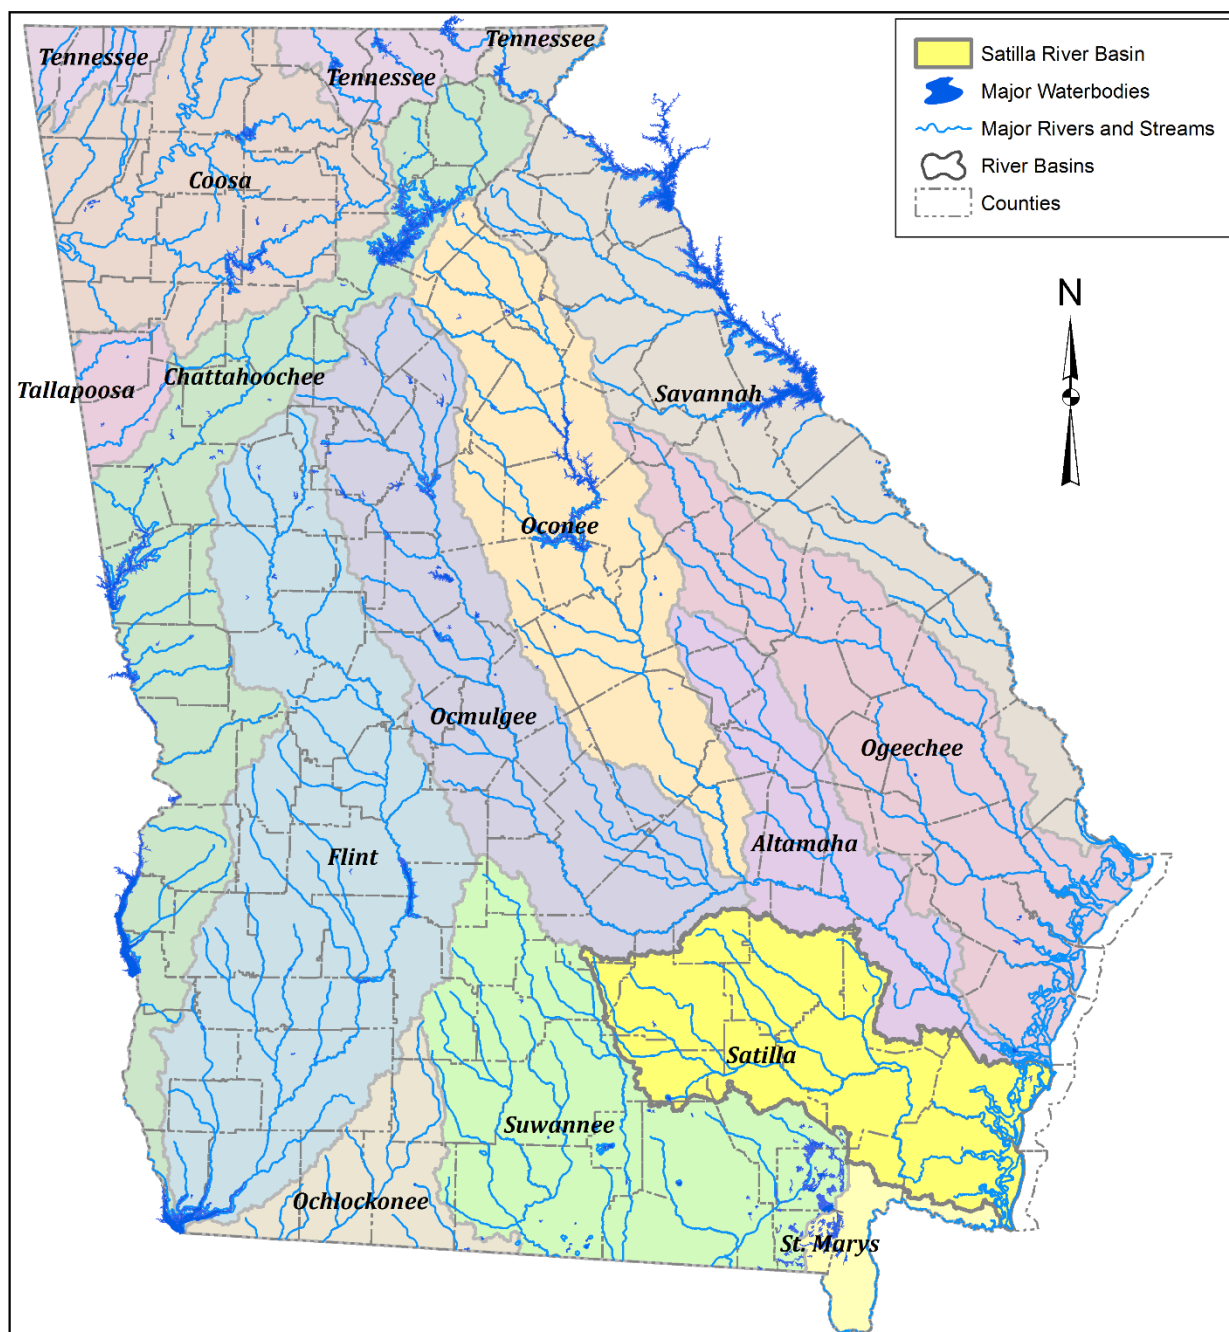 Tennessee
Tennessee
Tennessee
Satilla River Basin
Major Waterbodies
Major Rivers and Streams
River Basins
Counties
Coosa
N
Tallapoosa
Chattahoochee
Savannah
Oconee
Ocmulgee
Ogeechee
Flint
Altamaha
Satilla
Suwannee
Ochlockonee
St. Marys